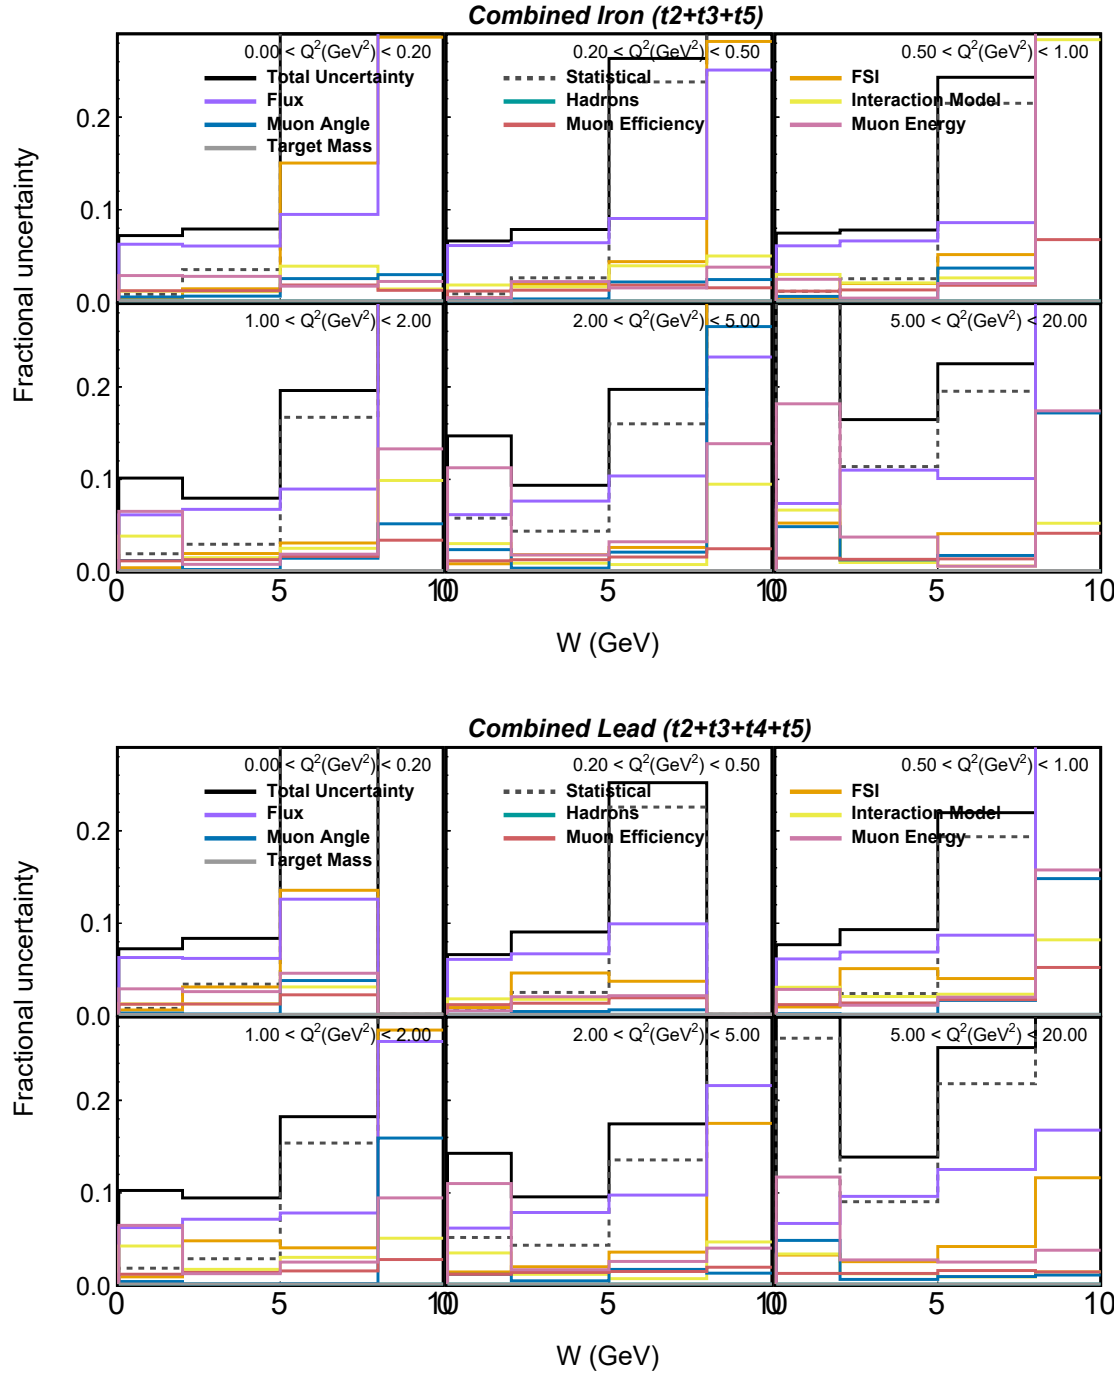 Combined Iron (t2+t3+t5)
0.00 < Q²(GeV²) < 0.20
0.20 < Q²(GeV²) < 0.50
0.50 < Q²(GeV²) < 1.00
Total Uncertainty
Flux
Muon Angle
Target Mass
Statistical
Hadrons
Muon Efficiency
FSI
Interaction Model
Muon Energy
0.2
0.1
0.0
1.00 < Q²(GeV²) < 2.00
2.00 < Q²(GeV²) < 5.00
5.00 < Q²(GeV²) < 20.00
0.2
0.1
0.0
Fractional uncertainty
0 5 10 0 5 10 0 5 10
W (GeV)
Combined Lead (t2+t3+t4+t5)
0.00 < Q²(GeV²) < 0.20
0.20 < Q²(GeV²) < 0.50
0.50 < Q²(GeV²) < 1.00
Total Uncertainty
Flux
Muon Angle
Target Mass
Statistical
Hadrons
Muon Efficiency
FSI
Interaction Model
Muon Energy
0.2
0.1
0.0
1.00 < Q²(GeV²) < 2.00
2.00 < Q²(GeV²) < 5.00
5.00 < Q²(GeV²) < 20.00
0.2
0.1
0.0
Fractional uncertainty
0 5 10 0 5 10 0 5 10
W (GeV)